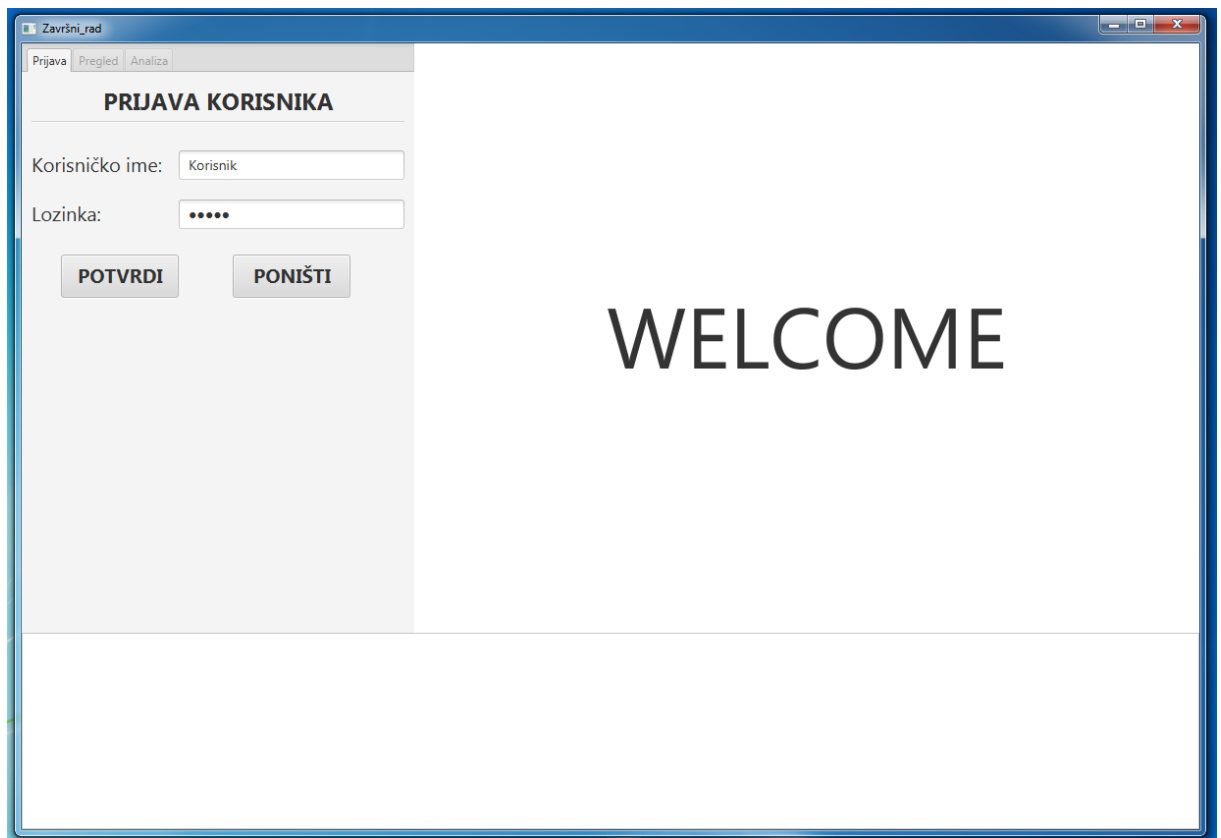 Završni_rad
Prijava Pregled Analiza
PRIJAVA KORISNIKA
Korisničko ime: Korisnik
Lozinka: •••••
POTVRDI PONIŠTI
WELCOME